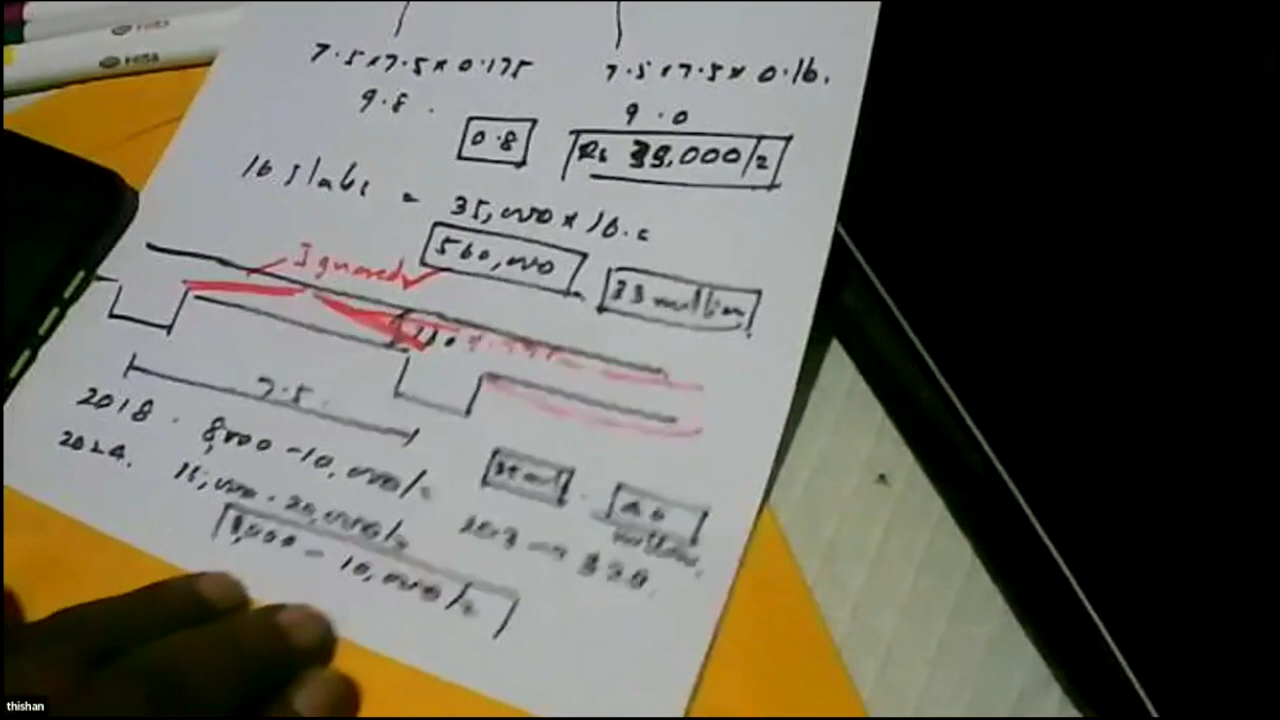 7.5 x 7.5 x 0.175
7.5 x 7.5 x 0.16.
9.8.
9.0
0.8
Rs 35,000/=
16 slabs = 35,000 x 16.=
560,000
33 million
Ignored
7.5
2018. 8,000 - 10,000/=
2024. 15,000 - 20,000/=
8,000 - 10,000/=
40
million.
thishan